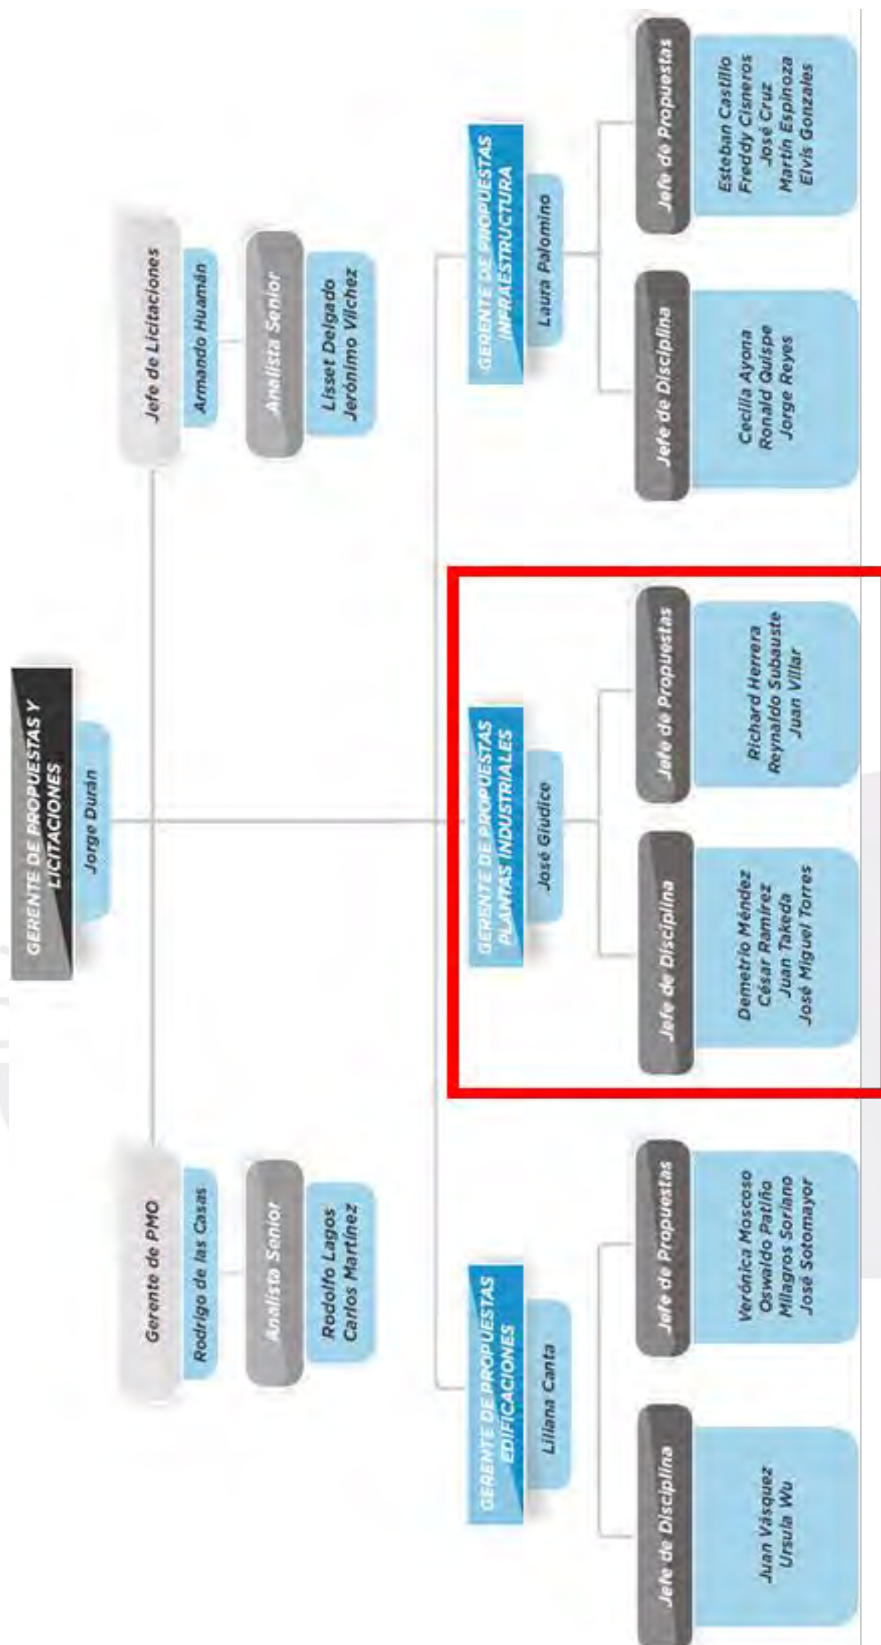 GERENTE DE PROPUESTAS Y
LICITACIONES
Jorge Durán
Gerente de PMO
Rodrigo de las Casas
Analista Senior
Rodolfo Lagos
Carlos Martínez
Jefe de Licitaciones
Armando Huamán
Analista Senior
Lisset Delgado
Jerónimo Vílchez
GERENTE DE PROPUESTAS
EDIFICACIONES
Liliana Canta
Jefe de Disciplina
Juan Vásquez
Ursula Wu
Jefe de Propuestas
Verónica Moscoso
Oswaldo Patiño
Milagros Soriano
José Sotomayor
GERENTE DE PROPUESTAS
PLANTAS INDUSTRIALES
José Giudice
Jefe de Disciplina
Demetrio Méndez
César Ramírez
Juan Takeda
José Miguel Torres
Jefe de Propuestas
Richard Herrera
Reynaldo Subauste
Juan Villar
GERENTE DE PROPUESTAS
INFRAESTRUCTURA
Laura Palomino
Jefe de Disciplina
Cecilia Ayona
Ronald Quispe
Jorge Reyes
Jefe de Propuestas
Esteban Castillo
Freddy Cisneros
José Cruz
Martín Espinoza
Elvis Gonzales